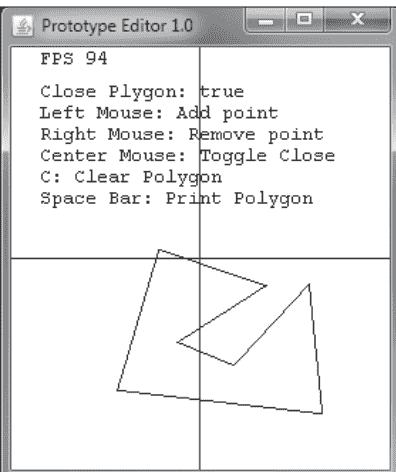 Prototype Editor 1.0
FPS 94
Close Plygon: true
Left Mouse: Add point
Right Mouse: Remove point
Center Mouse: Toggle Close
C: Clear Polygon
Space Bar: Print Polygon